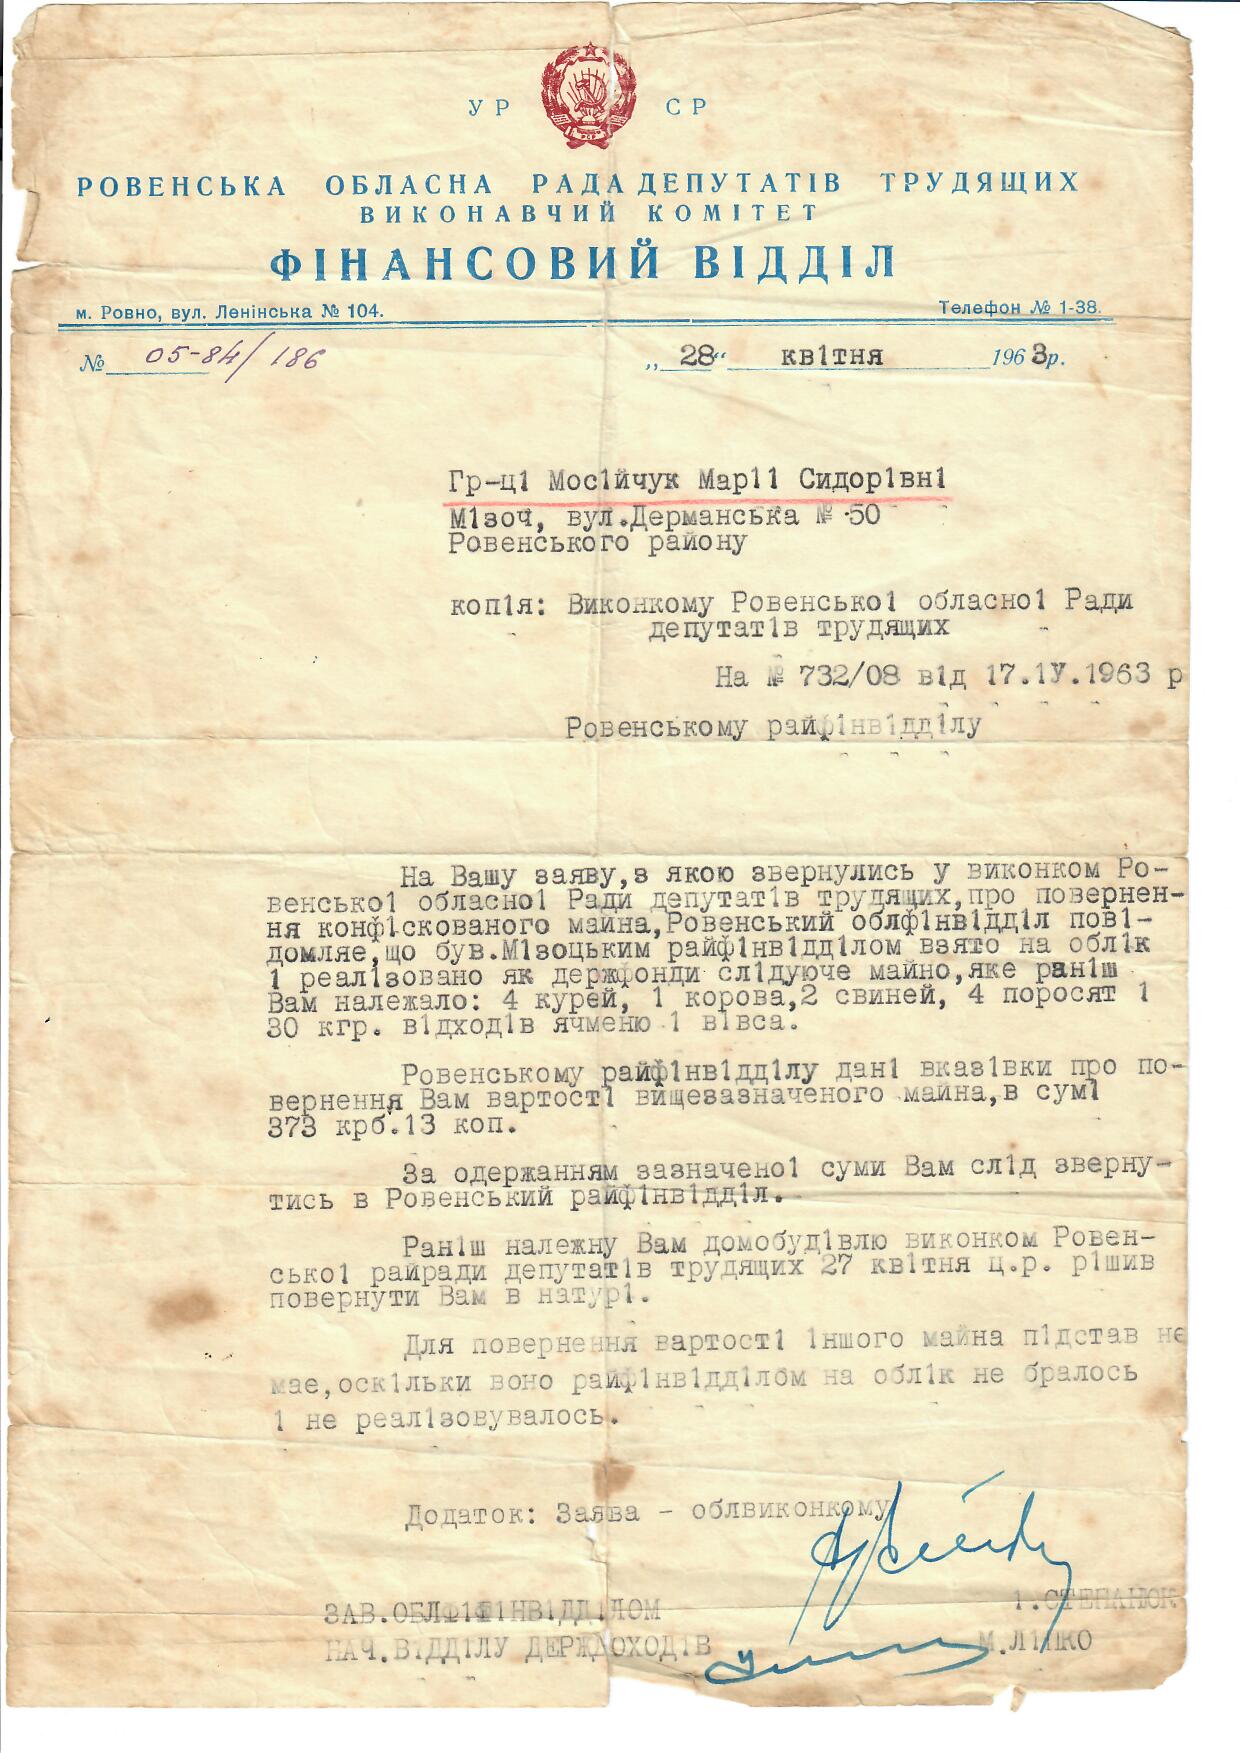 УР СР
РОВЕНСЬКА ОБЛАСНА РАДА ДЕПУТАТІВ ТРУДЯЩИХ
ВИКОНАВЧИЙ КОМІТЕТ
ФІНАНСОВИЙ ВІДДІЛ
м. Ровно, вул. Ленінська № 104. Телефон № 1-38.
№ 05-84/186 „28“ квітня 1963р.
Гр-ці Мосійчук Марії Сидорівні
Мізоч, вул.Дерманська № 50
Ровенського району
копія: Виконкому Ровенської обласної Ради
депутатів трудящих
На № 732/08 від 17.ІУ.1963 р
Ровенському райфінвідділу
На Вашу заяву,з якою звернулись у виконком Ро-
венської обласної Ради депутатів трудящих,про повернен-
ня конфіскованого майна,Ровенський облфінвідділ пові-
домляе,що був.Мізоцьким райфінвідділом взято на облік
і реалізовано як держфонди слідуюче майно,яке раніш
Вам належало: 4 курей, 1 корова,2 свиней, 4 поросят і
30 кгр. відходів ячменю і вівса.
Ровенському райфінвідділу дані вказівки про по-
вернення Вам вартості вищезазначеного майна,в сумі
373 крб.13 коп.
За одержанням зазначеної суми Вам слід зверну-
тись в Ровенський райфінвідділ.
Раніш належну Вам домобудівлю виконком Ровен-
ської райради депутатів трудящих 27 квітня ц.р. рішив
повернути Вам в натурі.
Для повернення вартості іншого майна підстав не
мае,оскільки воно райфінвідділом на облік не бралось
і не реалізовувалось.
Додаток: Заява - облвиконкому
ЗАВ.ОБЛФІФІНВІДДІЛОМ І.СТЕПАНЮК
НАЧ.ВІДДІЛУ ДЕРЖДОХОДІВ М.ЛІПКО